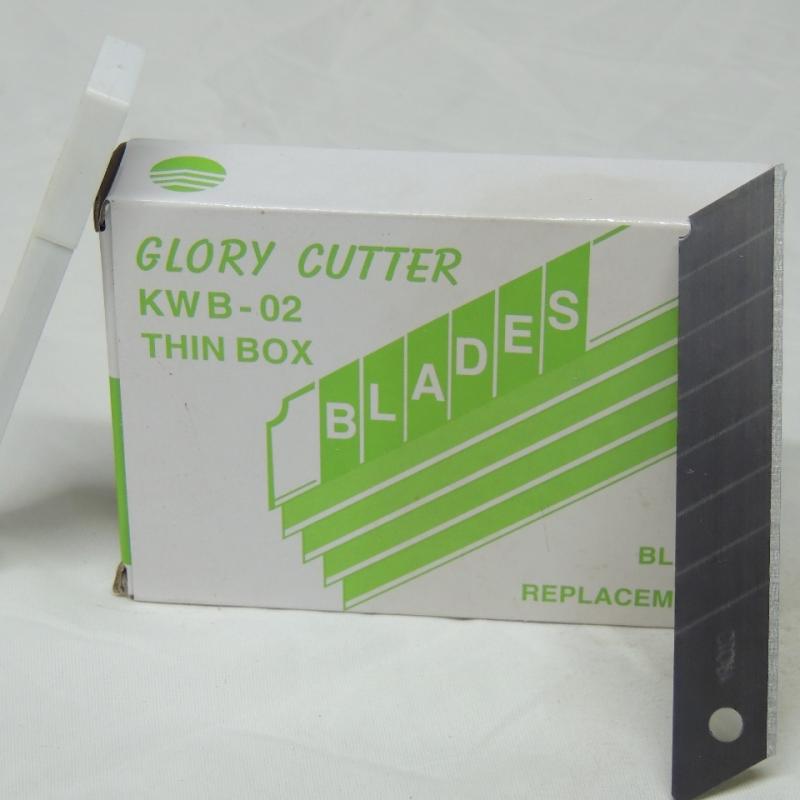 GLORY CUTTER
KWB-02
THIN BOX
BLADES
BL
REPLACEM